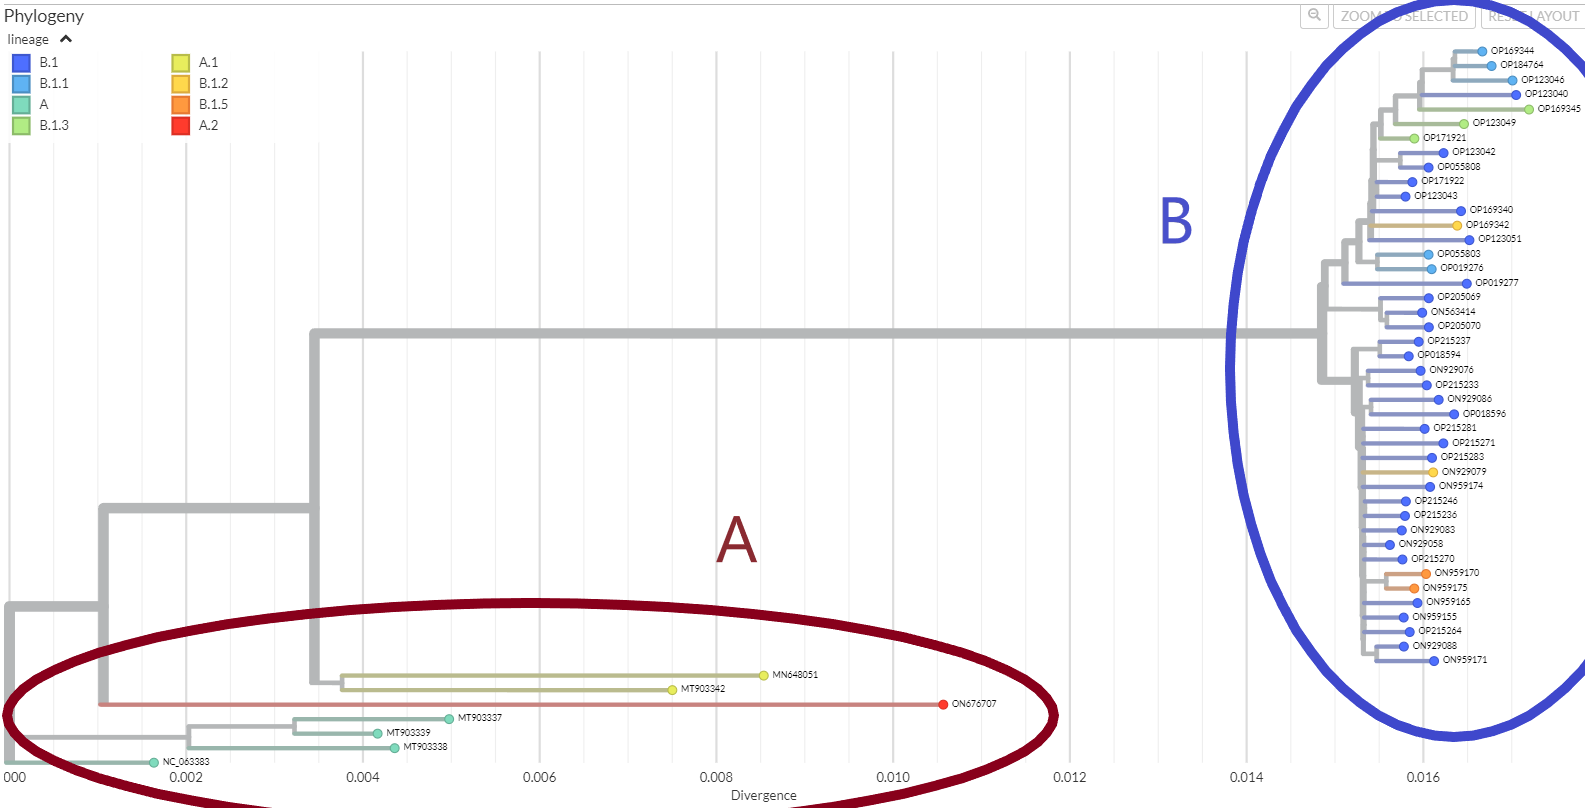 Phylogeny
ZOOM TO SELECTED
RESET LAYOUT
lineage
B.1
A.1
B.1.1
B.1.2
A
B.1.5
B.1.3
A.2
OP169344
OP184764
OP123046
OP123040
OP169345
OP123049
OP171921
OP123042
OP055808
OP171922
OP123043
OP169340
OP169342
OP123051
OP055803
OP019276
OP019277
OP205069
ON563414
OP205070
OP215237
OP018594
ON929076
OP215233
ON929086
OP018596
OP215281
OP215271
OP215283
ON929079
ON959174
OP215246
OP215236
ON929083
ON929058
OP215270
ON959170
ON959175
ON959165
ON959155
OP215264
ON929088
ON959171
B
A
MN648051
MT903342
ON676707
MT903337
MT903339
MT903338
NC_063383
000
0.002
0.004
0.006
0.008
0.010
0.012
0.014
0.016
Divergence